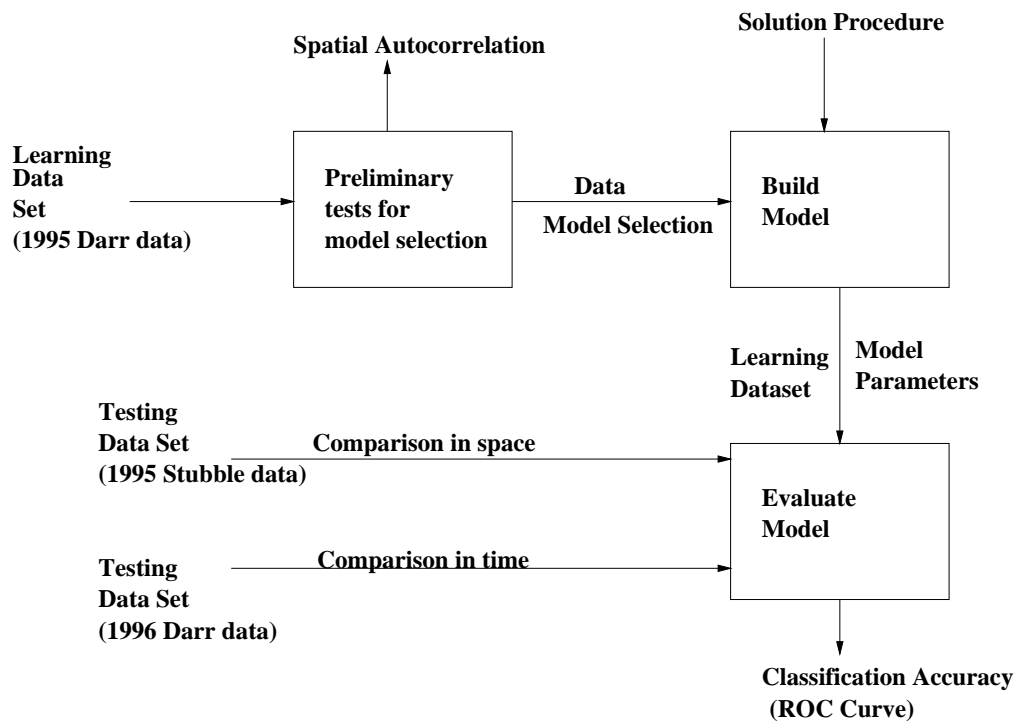 Solution Procedure
Spatial Autocorrelation
Learning
Data
Set
(1995 Darr data)
Preliminary
tests for
model selection
Data
Model Selection
Build
Model
Learning
Dataset
Model
Parameters
Testing
Data Set
(1995 Stubble data)
Comparison in space
Evaluate
Model
Testing
Data Set
(1996 Darr data)
Comparison in time
Classification Accuracy
(ROC Curve)